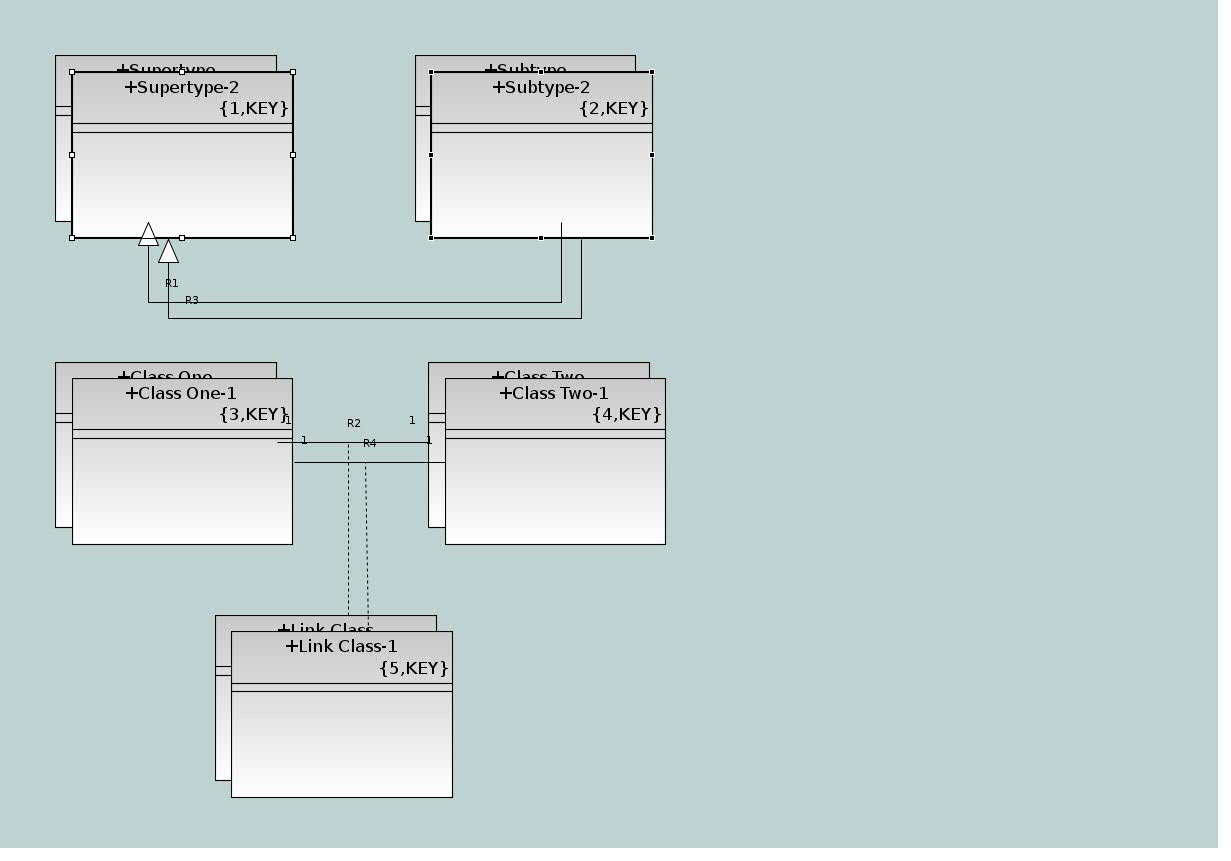 +Supertype
+Subtype
+Supertype-2
{1,KEY}
+Subtype-2
{2,KEY}
R1
R3
+Class One
+Class Two
+Class One-1
{3,KEY}
+Class Two-1
{4,KEY}
1
R2
1
1
R4
1
+Link Class
+Link Class-1
{5,KEY}